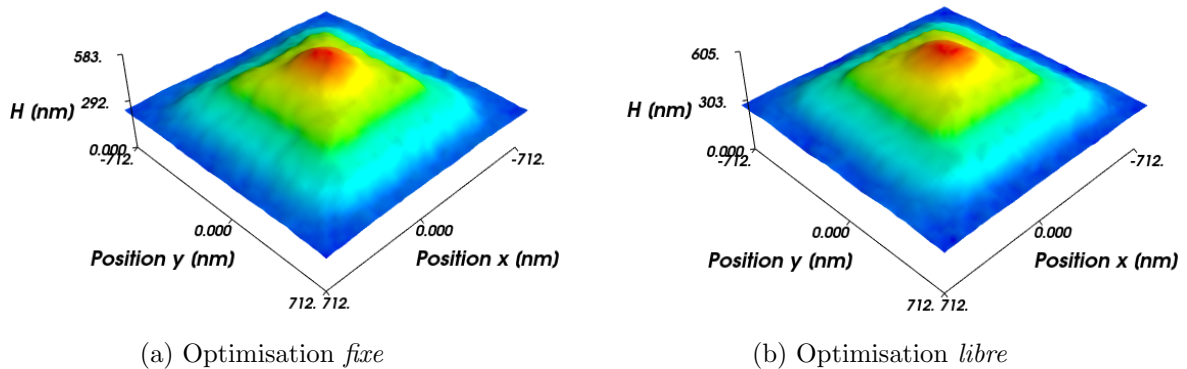 583.
H (nm) 292.
0.000
-712.
-712.
0.000
0.000
Position y (nm)
Position x (nm)
712. 712.
(a) Optimisation fixe
605.
H (nm) 303.
0.000
-712.
-712.
0.000
0.000
Position y (nm)
Position x (nm)
712. 712.
(b) Optimisation libre